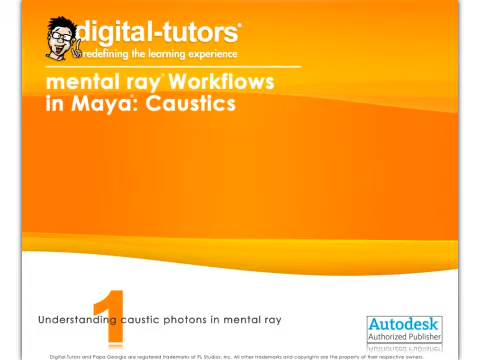 digital-tutors®
redefining the learning experience
mental ray® Workflows
in Maya®: Caustics
1
Understanding caustic photons in mental ray
Autodesk
Authorized Publisher
Digital-Tutors and Papa Georgio are registered trademarks of PL Studios, Inc. All other trademarks and copyrights are the property of their respective owners.